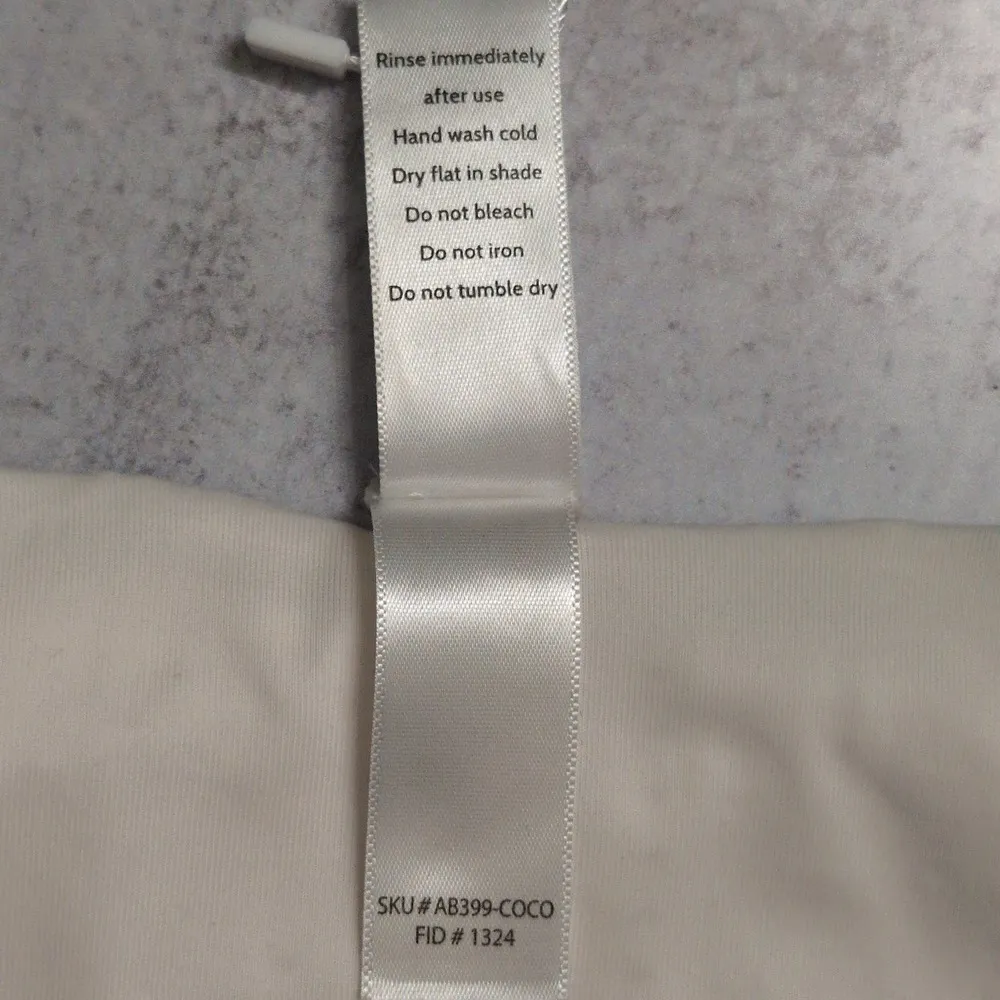 Rinse immediately
after use
Hand wash cold
Dry flat in shade
Do not bleach
Do not iron
Do not tumble dry
SKU # AB399-COCO
FID # 1324